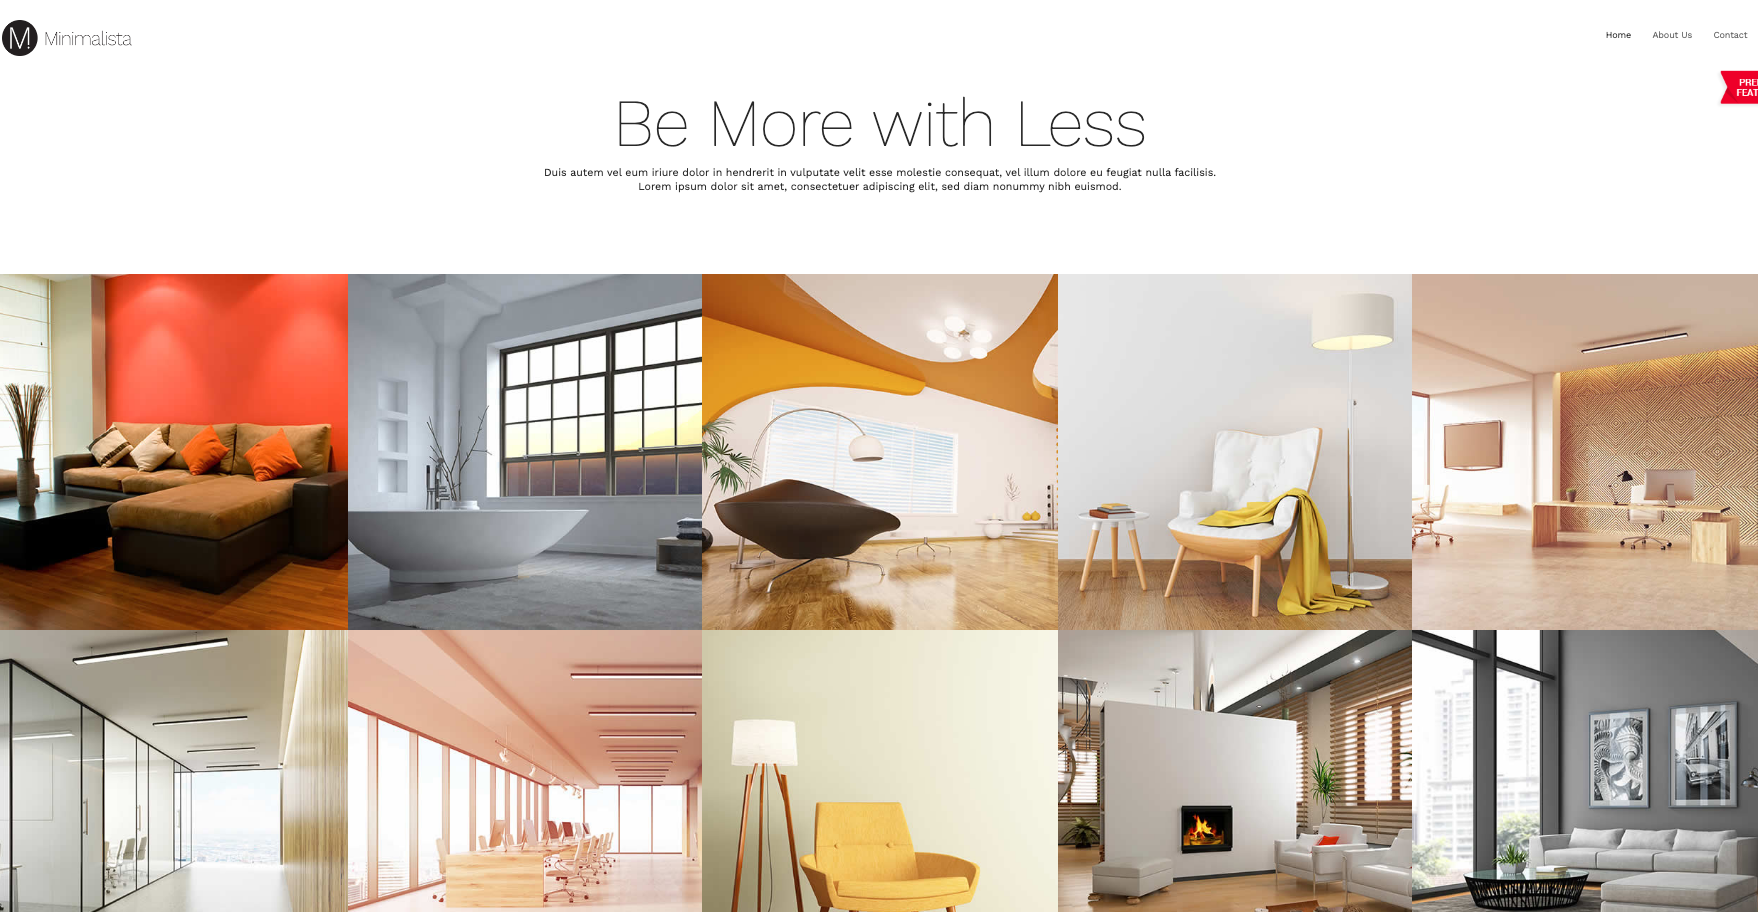 M. Minimalista
Home About Us Contact
Be More with Less
Duis autem vel eum iriure dolor in hendrerit in vulputate velit esse molestie consequat, vel illum dolore eu feugiat nulla facilisis.
Lorem ipsum dolor sit amet, consectetuer adipiscing elit, sed diam nonummy nibh euismod.